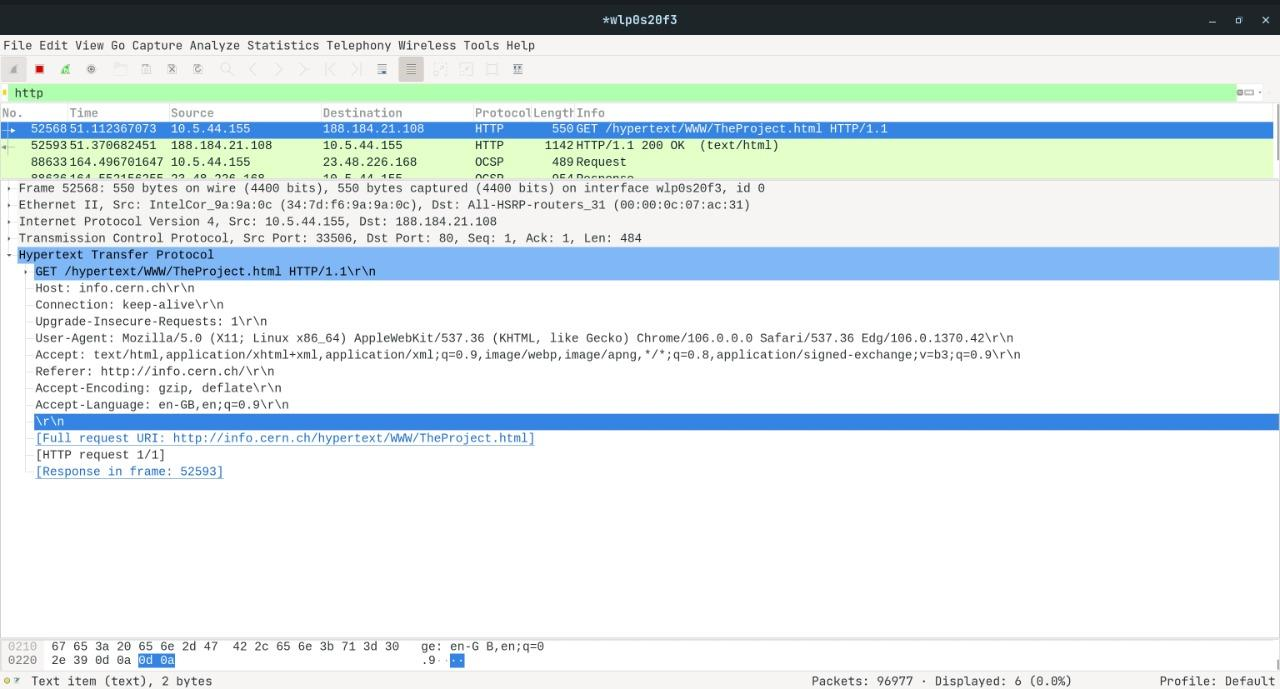 *wlp0s20f3
File Edit View Go Capture Analyze Statistics Telephony Wireless Tools Help
http
No. Time Source Destination Protocol Length Info
52568 51.112367073 10.5.44.155 188.184.21.108 HTTP 550 GET /hypertext/WWW/TheProject.html HTTP/1.1
52593 51.370682451 188.184.21.108 10.5.44.155 HTTP 1142 HTTP/1.1 200 OK  (text/html)
88633 164.496701647 10.5.44.155 23.48.226.168 OCSP 489 Request
23.48.226.168 10.5.44.155 OCSP 954 Response
Frame 52568: 550 bytes on wire (4400 bits), 550 bytes captured (4400 bits) on interface wlp0s20f3, id 0
Ethernet II, Src: IntelCor_9a:9a:0c (34:7d:f6:9a:9a:0c), Dst: All-HSRP-routers_31 (00:00:0c:07:ac:31)
Internet Protocol Version 4, Src: 10.5.44.155, Dst: 188.184.21.108
Transmission Control Protocol, Src Port: 33506, Dst Port: 80, Seq: 1, Ack: 1, Len: 484
Hypertext Transfer Protocol
GET /hypertext/WWW/TheProject.html HTTP/1.1\r\n
Host: info.cern.ch\r\n
Connection: keep-alive\r\n
Upgrade-Insecure-Requests: 1\r\n
User-Agent: Mozilla/5.0 (X11; Linux x86_64) AppleWebKit/537.36 (KHTML, like Gecko) Chrome/106.0.0.0 Safari/537.36 Edg/106.0.1370.42\r\n
Accept: text/html,application/xhtml+xml,application/xml;q=0.9,image/webp,image/apng,*/*;q=0.8,application/signed-exchange;v=b3;q=0.9\r\n
Referer: http://info.cern.ch/\r\n
Accept-Encoding: gzip, deflate\r\n
Accept-Language: en-GB,en;q=0.9\r\n
\r\n
[Full request URI: http://info.cern.ch/hypertext/WWW/TheProject.html]
[HTTP request 1/1]
[Response in frame: 52593]
0210 67 65 3a 20 65 6e 2d 47 42 2c 65 6e 3b 71 3d 30 ge: en-G B,en;q=0
0220 2e 39 0d 0a 0d 0a .9····
Text item (text), 2 bytes Packets: 96977 · Displayed: 6 (0.0%) Profile: Default